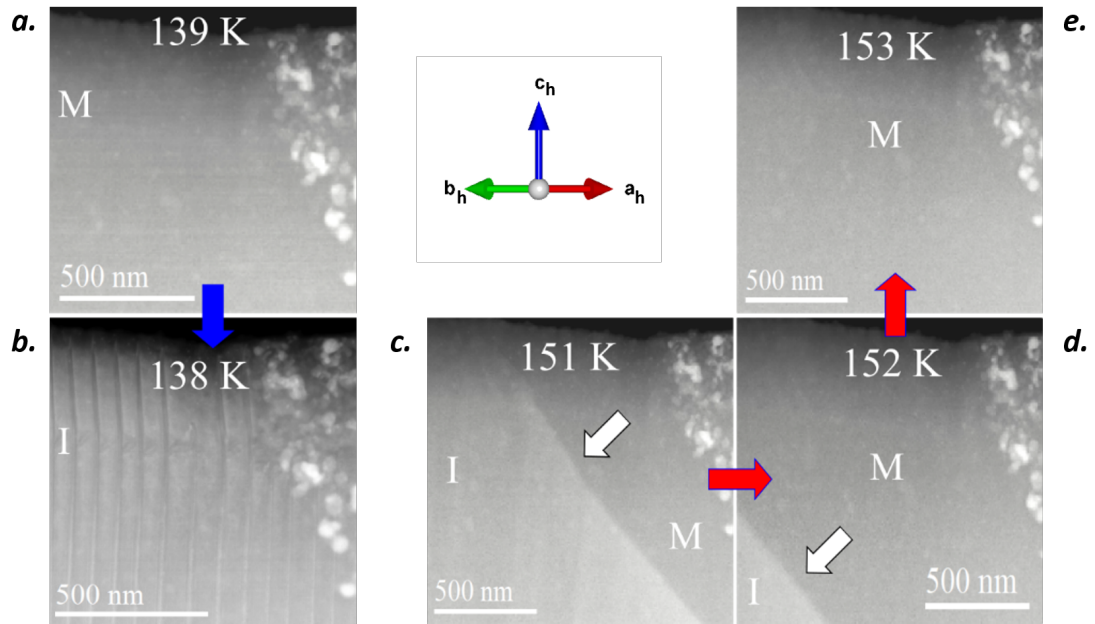 a.
139 K
M
500 nm
b.
138 K
I
500 nm
c_h
b_h
a_h
c.
151 K
I
M
500 nm
d.
152 K
M
I
500 nm
e.
153 K
M
500 nm